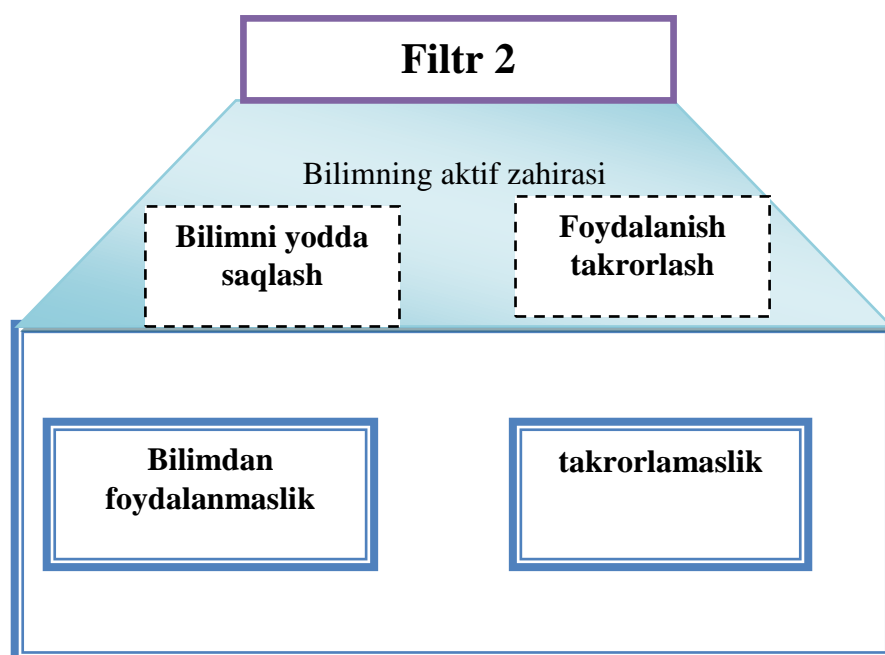 Filtr 2
Bilimning aktif zahirasi
Bilimni yodda
saqlash
Foydalanish
takrorlash
Bilimdan
foydalanmaslik
takrorlamaslik